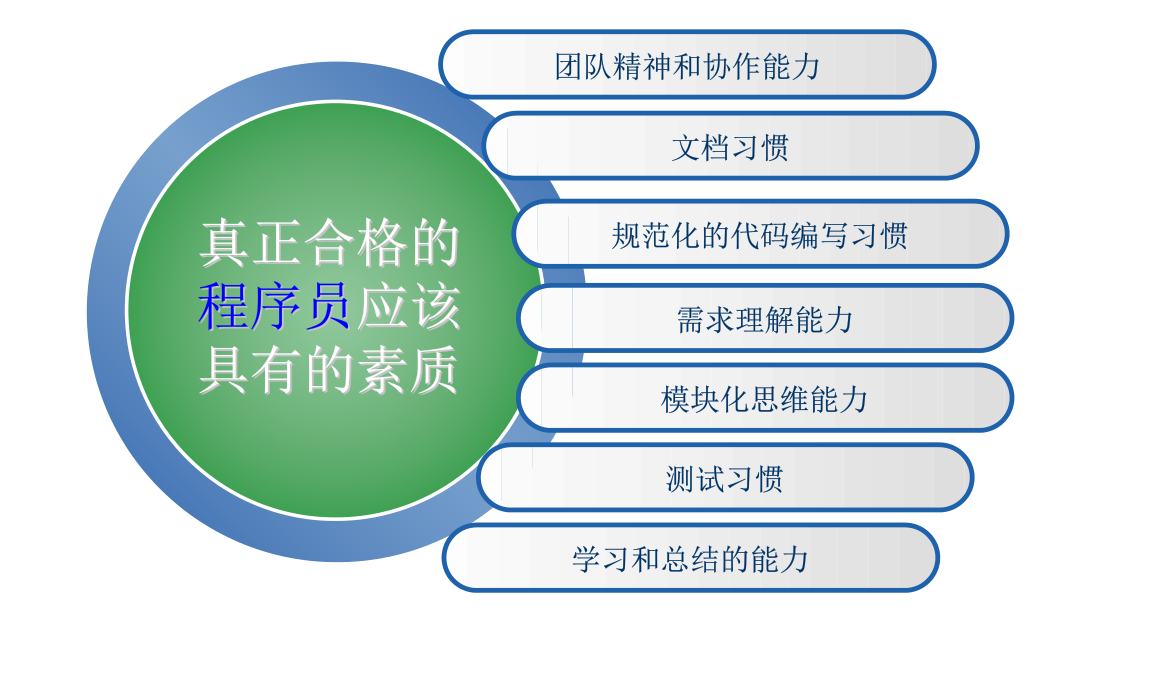 真正合格的
程序员应该
具有的素质
团队精神和协作能力
文档习惯
规范化的代码编写习惯
需求理解能力
模块化思维能力
测试习惯
学习和总结的能力